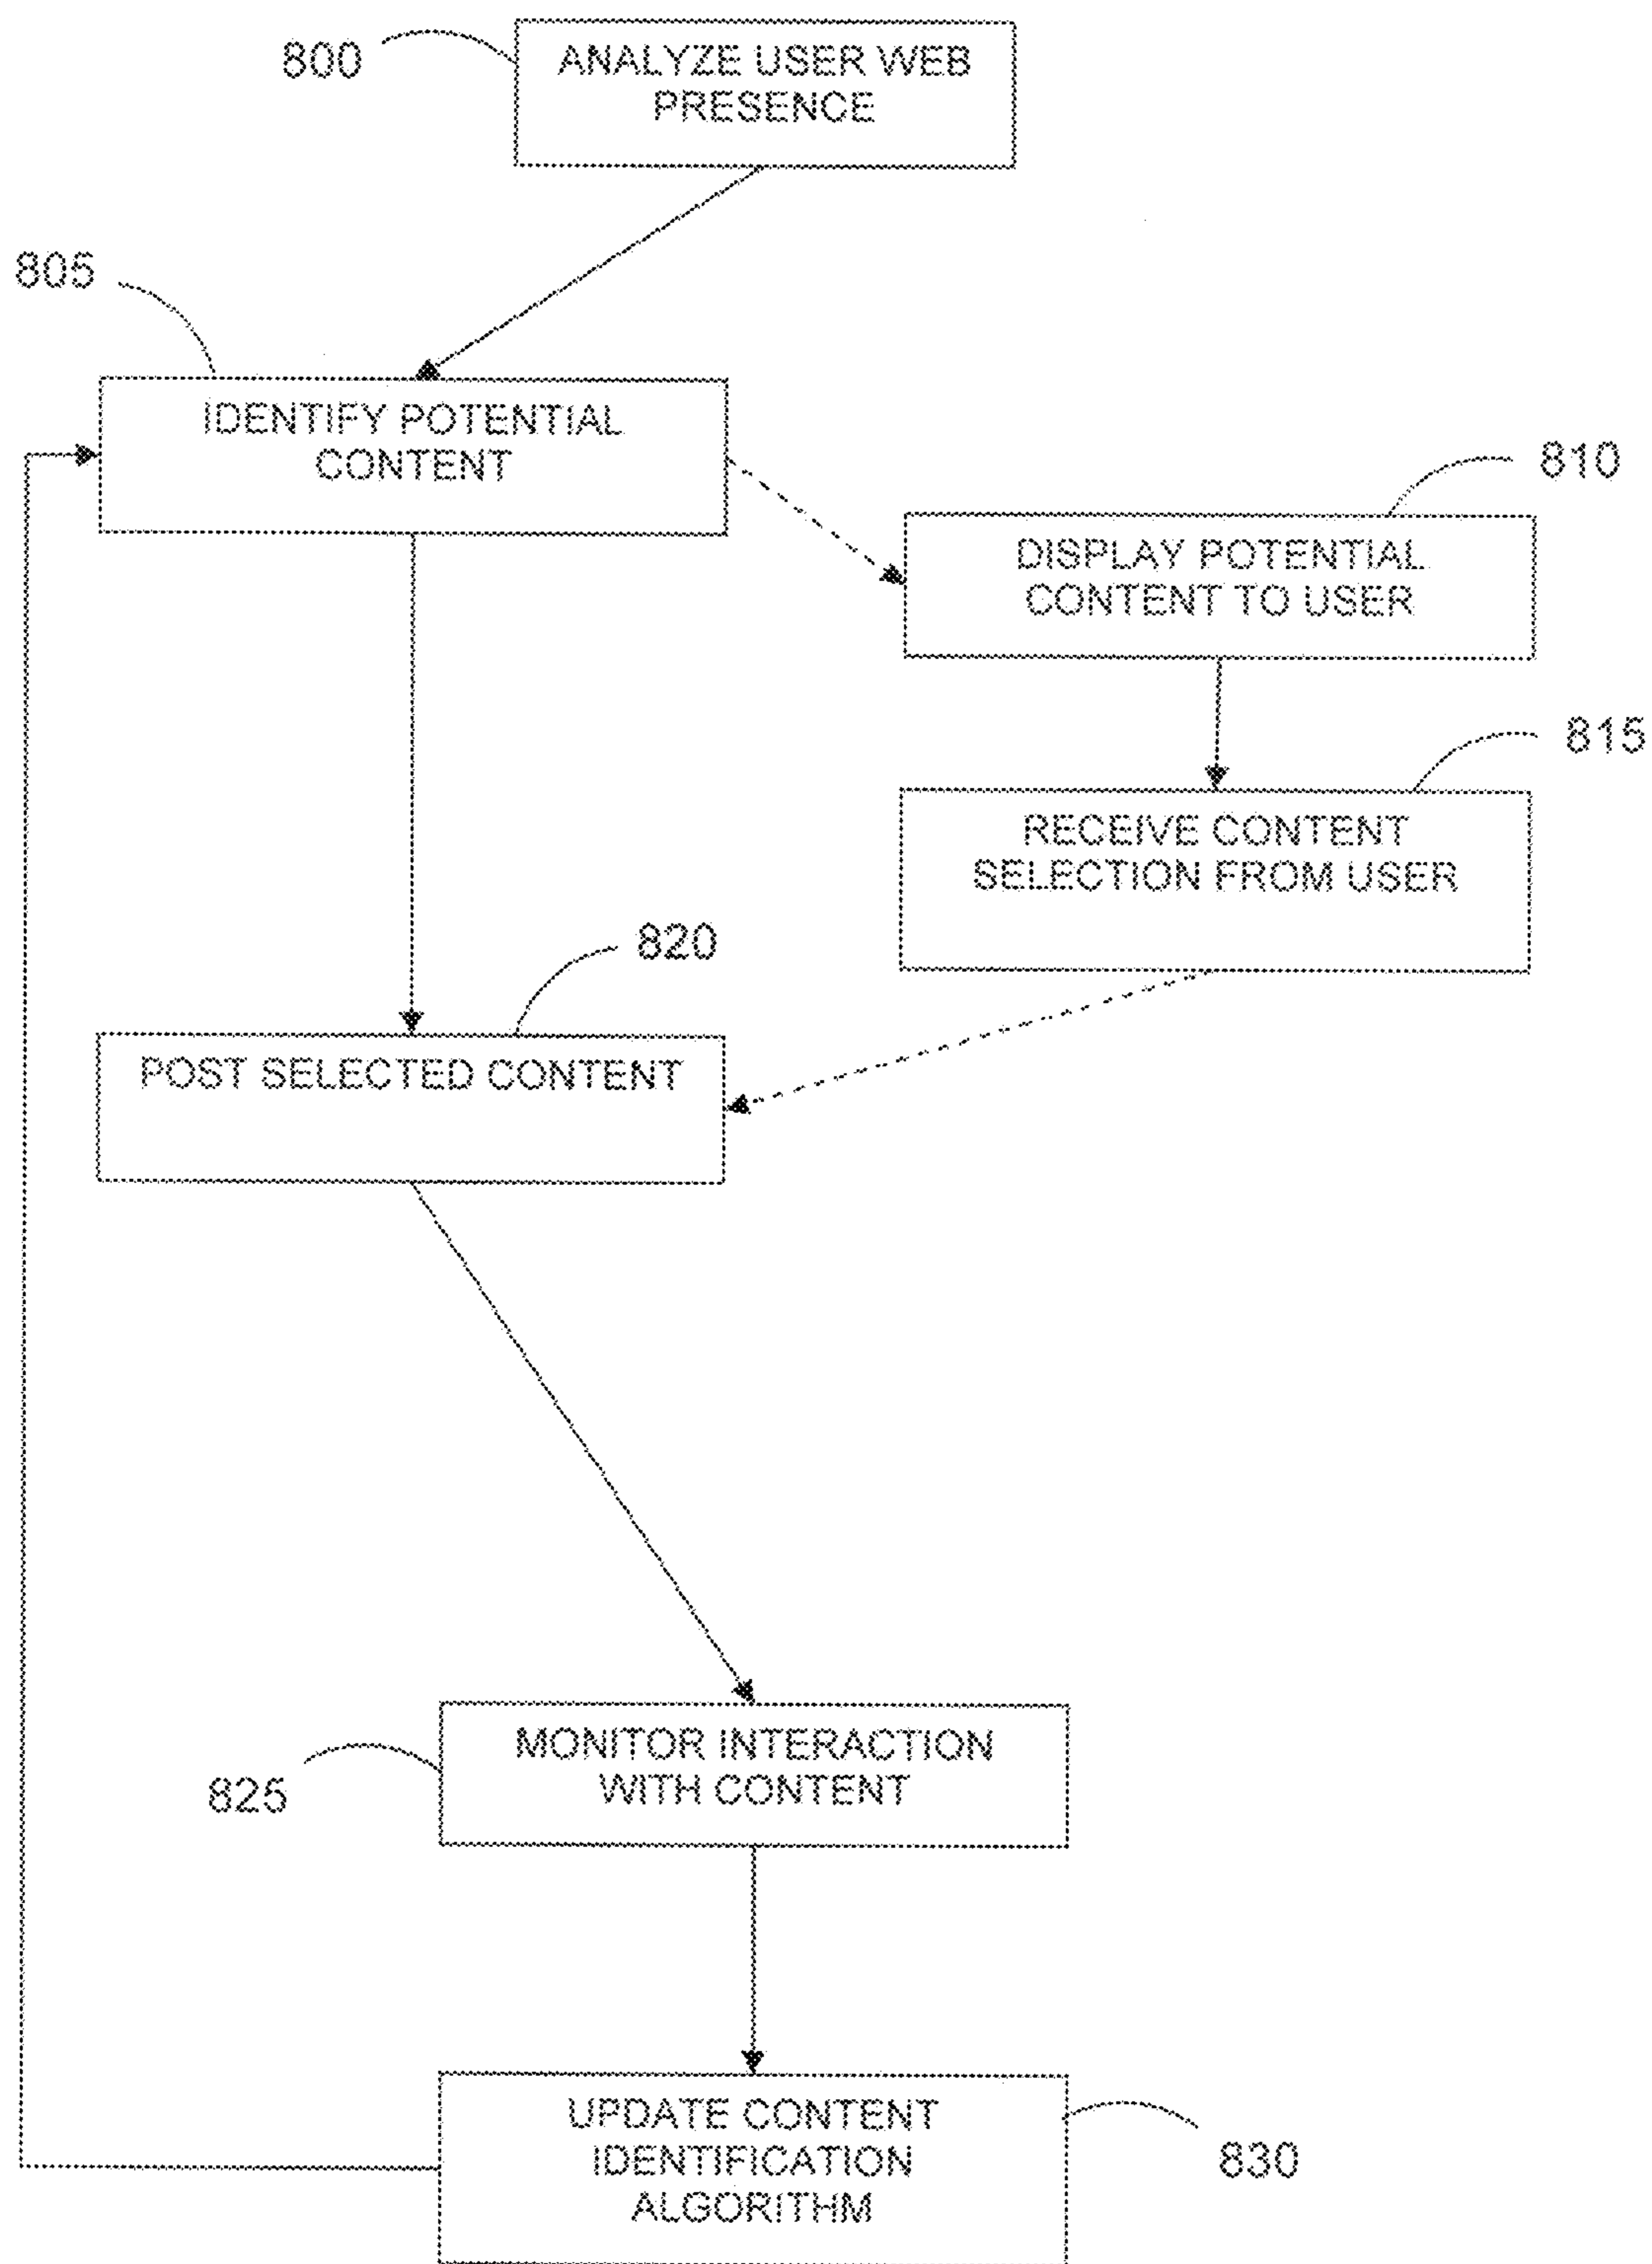 800
ANALYZE USER WEB
PRESENCE
805
IDENTIFY POTENTIAL
CONTENT
810
DISPLAY POTENTIAL
CONTENT TO USER
815
RECEIVE CONTENT
SELECTION FROM USER
820
POST SELECTED CONTENT
825
MONITOR INTERACTION
WITH CONTENT
830
UPDATE CONTENT
IDENTIFICATION
ALGORITHM